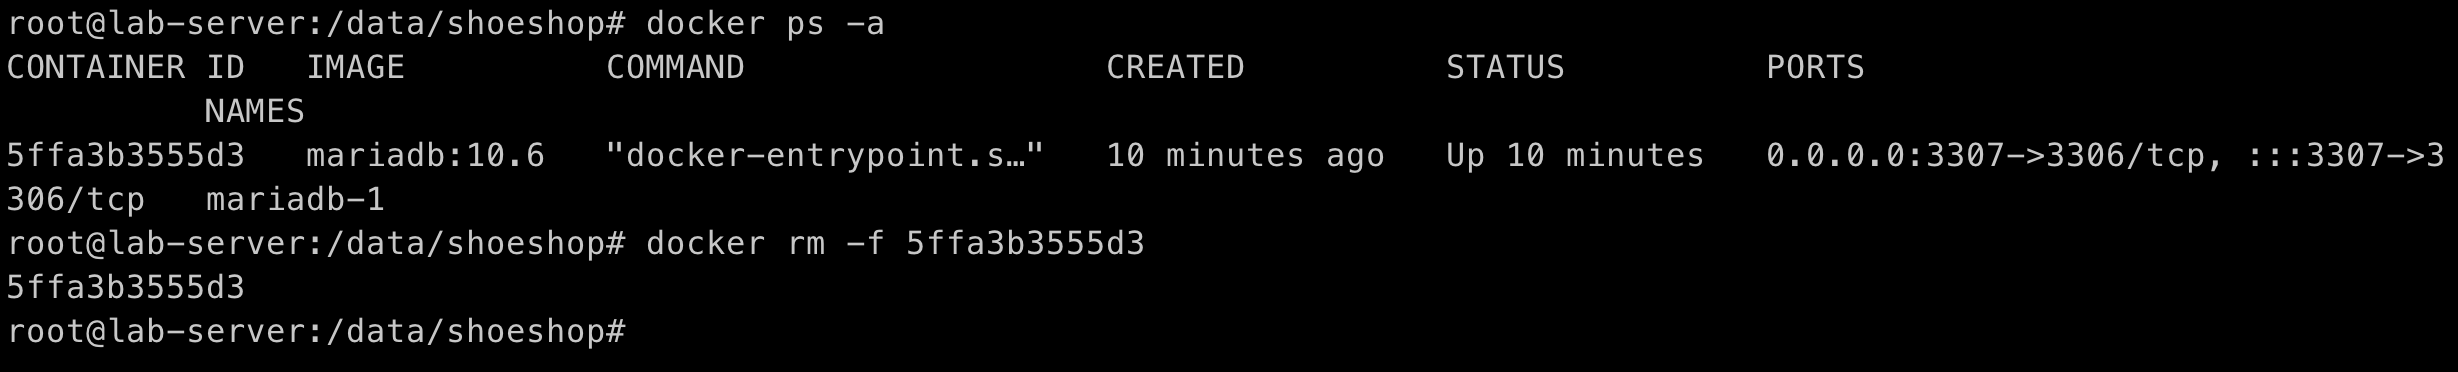 root@lab-server:/data/shoeshop# docker ps -a
CONTAINER ID   IMAGE          COMMAND                  CREATED          STATUS          PORTS
          NAMES
5ffa3b3555d3   mariadb:10.6   "docker-entrypoint.s…"   10 minutes ago   Up 10 minutes   0.0.0.0:3307->3306/tcp, :::3307->3
306/tcp   mariadb-1
root@lab-server:/data/shoeshop# docker rm -f 5ffa3b3555d3
5ffa3b3555d3
root@lab-server:/data/shoeshop#